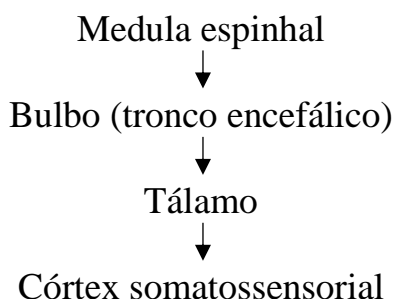 Medula espinhal
Bulbo (tronco encefálico)
Tálamo
Córtex somatossensorial